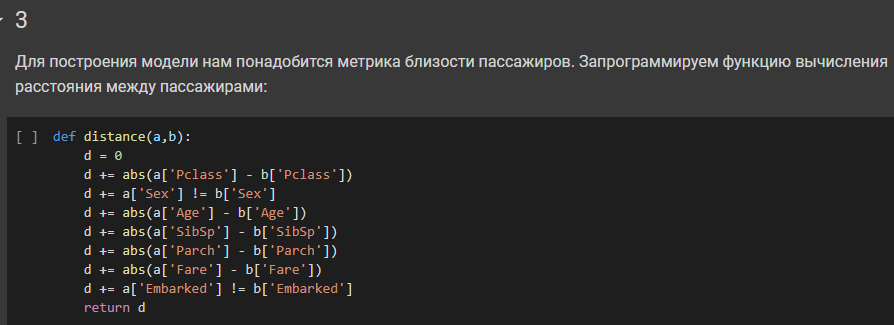 3
Для построения модели нам понадобится метрика близости пассажиров. Запрограммируем функцию вычисления
расстояния между пассажирами:
[ ] def distance(a,b):
d = 0
d += abs(a['Pclass'] - b['Pclass'])
d += a['Sex'] != b['Sex']
d += abs(a['Age'] - b['Age'])
d += abs(a['SibSp'] - b['SibSp'])
d += abs(a['Parch'] - b['Parch'])
d += abs(a['Fare'] - b['Fare'])
d += a['Embarked'] != b['Embarked']
return d